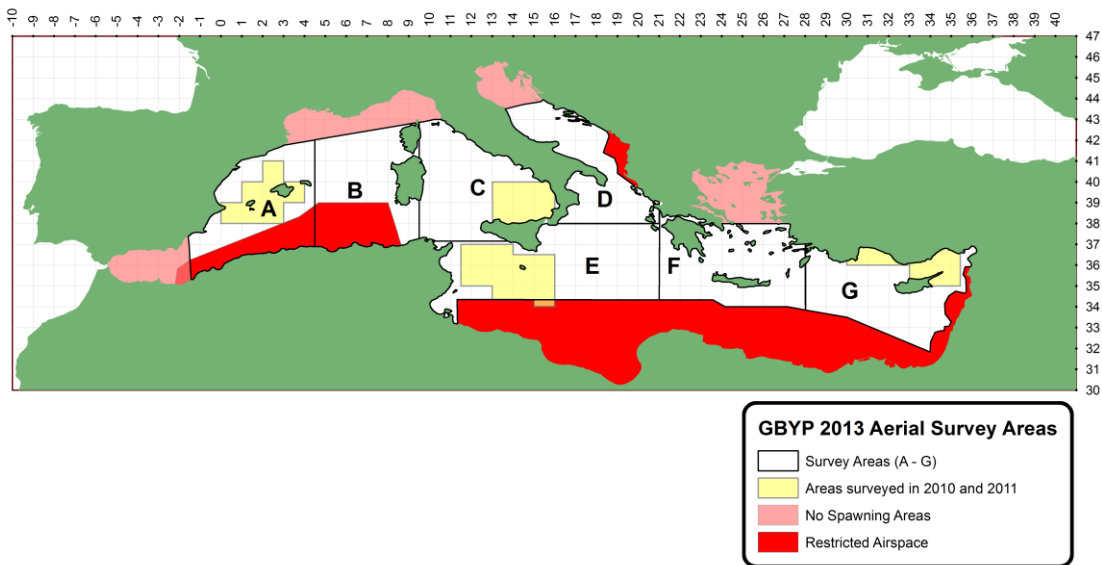 -10 -9 -8 -7 -6 -5 -4 -3 -2 -1 0 1 2 3 4 5 6 7 8 9 10 11 12 13 14 15 16 17 18 19 20 21 22 23 24 25 26 27 28 29 30 31 32 33 34 35 36 37 38 39 40
47
46
45
44
43
42
41
40
39
38
37
36
35
34
33
32
31
30
A
B
C
D
E
F
G
GBYP 2013 Aerial Survey Areas
Survey Areas (A - G)
Areas surveyed in 2010 and 2011
No Spawning Areas
Restricted Airspace